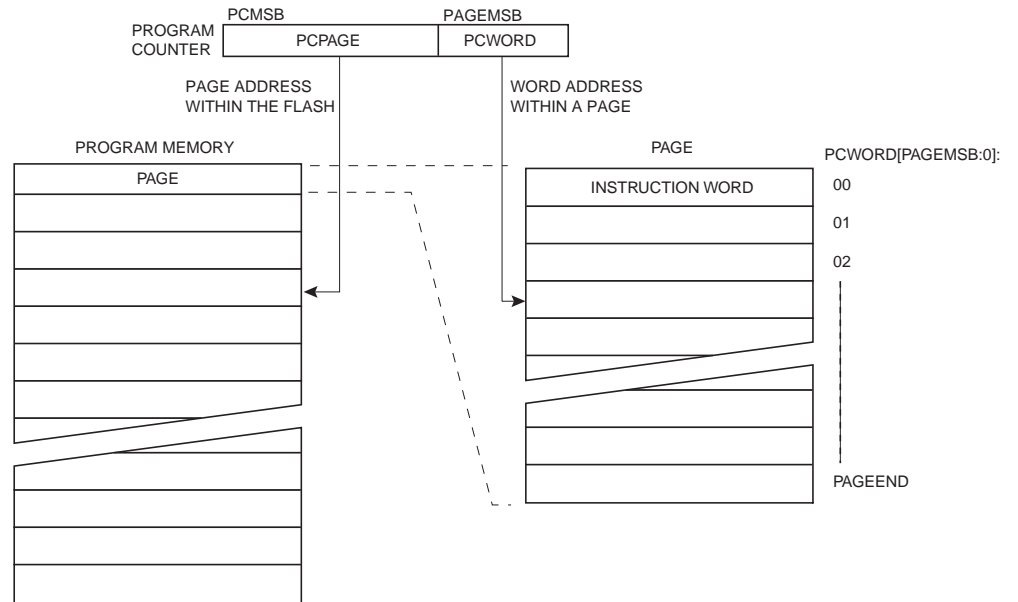 PCMSB
PAGEMSB
PROGRAM
COUNTER
PCPAGE
PCWORD
PAGE ADDRESS
WITHIN THE FLASH
WORD ADDRESS
WITHIN A PAGE
PROGRAM MEMORY
PAGE
PAGE
PCWORD[PAGEMSB:0]:
INSTRUCTION WORD
00
01
02
PAGEEND